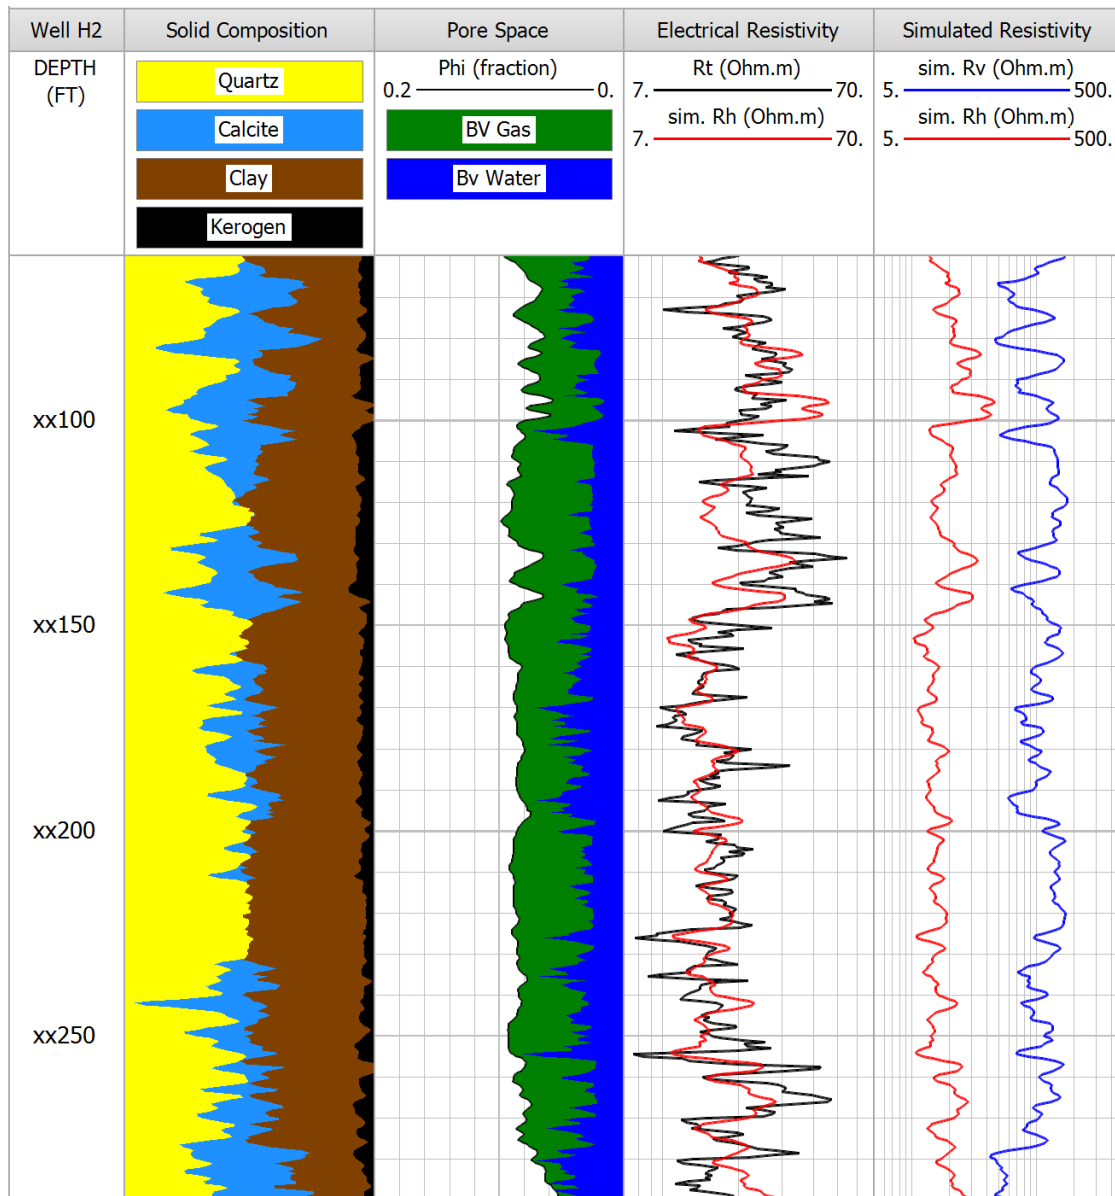 Well H2
Solid Composition
Pore Space
Electrical Resistivity
Simulated Resistivity
DEPTH
(FT)
Quartz
Calcite
Clay
Kerogen
Phi (fraction)
0.2 0.
BV Gas
Bv Water
Rt (Ohm.m)
7. 70.
sim. Rh (Ohm.m)
7. 70.
sim. Rv (Ohm.m)
5. 500.
sim. Rh (Ohm.m)
5. 500.
xx100
xx150
xx200
xx250